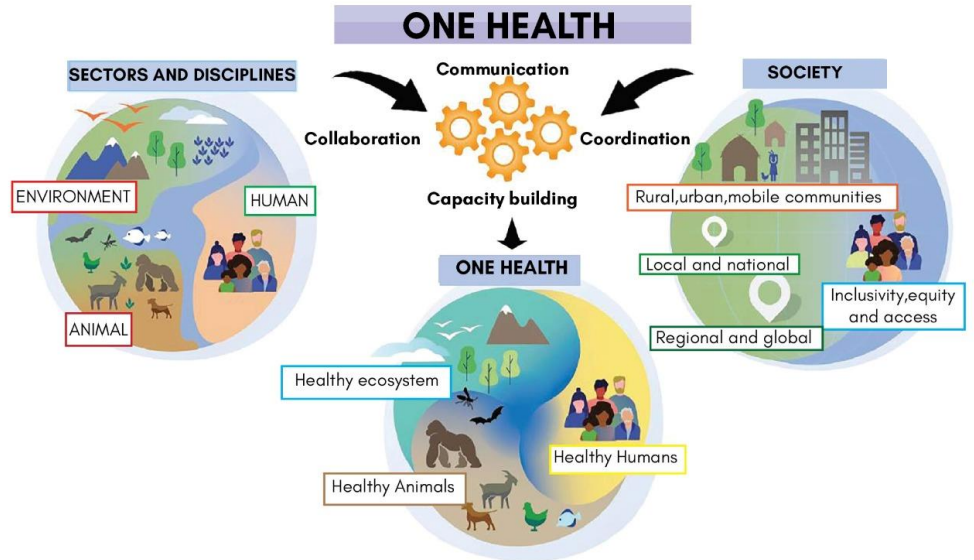 ONE HEALTH
SECTORS AND DISCIPLINES
Communication
SOCIETY
Collaboration
Coordination
Capacity building
ENVIRONMENT
HUMAN
ANIMAL
Rural,urban,mobile communities
Local and national
Inclusivity,equity
and access
Regional and global
ONE HEALTH
Healthy ecosystem
Healthy Humans
Healthy Animals